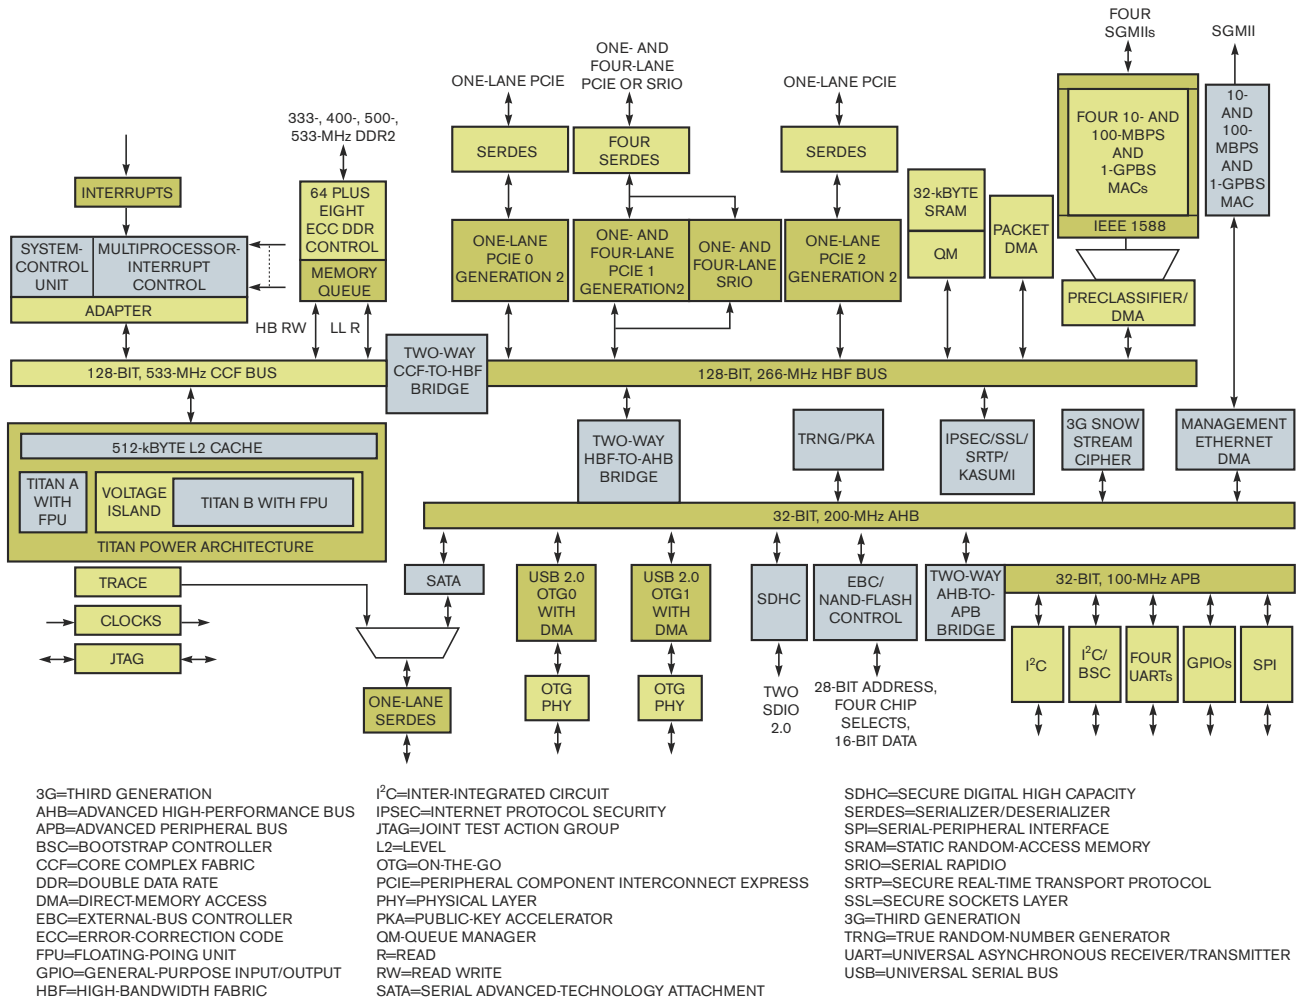 FOUR
SGMIIs
SGMII
ONE- AND
FOUR-LANE
PCIE OR SRIO
ONE-LANE PCIE
ONE-LANE PCIE
333-, 400-, 500-,
533-MHz DDR2
SERDES
FOUR
SERDES
SERDES
FOUR 10- AND
100-MBPS
AND
1-GPBS
MACs
IEEE 1588
10-
AND
100-
MBPS
AND
1-GPBS
MAC
INTERRUPTS
64 PLUS
EIGHT
ECC DDR
CONTROL
MEMORY
QUEUE
32-kBYTE
SRAM
QM
PACKET
DMA
SYSTEM-
CONTROL
UNIT
MULTIPROCESSOR-
INTERRUPT
CONTROL
ADAPTER
ONE-LANE
PCIE 0
GENERATION 2
ONE- AND
FOUR-LANE
PCIE 1
GENERATION2
ONE- AND
FOUR-LANE
SRIO
ONE-LANE
PCIE 2
GENERATION 2
PRECLASSIFIER/
DMA
HB RW
LL R
128-BIT, 533-MHz CCF BUS
TWO-WAY
CCF-TO-HBF
BRIDGE
128-BIT, 266-MHz HBF BUS
512-kBYTE L2 CACHE
TITAN A
WITH
FPU
VOLTAGE
ISLAND
TITAN B WITH FPU
TITAN POWER ARCHITECTURE
TWO-WAY
HBF-TO-AHB
BRIDGE
TRNG/PKA
IPSEC/SSL/
SRTP/
KASUMI
3G SNOW
STREAM
CIPHER
MANAGEMENT
ETHERNET
DMA
32-BIT, 200-MHz AHB
TRACE
CLOCKS
JTAG
SATA
ONE-LANE
SERDES
USB 2.0
OTG0
WITH
DMA
OTG
PHY
USB 2.0
OTG1
WITH
DMA
OTG
PHY
SDHC
TWO
SDIO
2.0
EBC/
NAND-FLASH
CONTROL
28-BIT ADDRESS,
FOUR CHIP
SELECTS,
16-BIT DATA
TWO-WAY
AHB-TO-
APB
BRIDGE
32-BIT, 100-MHz APB
I²C
I²C/
BSC
FOUR
UARTs
GPIOs
SPI
3G=THIRD GENERATION
AHB=ADVANCED HIGH-PERFORMANCE BUS
APB=ADVANCED PERIPHERAL BUS
BSC=BOOTSTRAP CONTROLLER
CCF=CORE COMPLEX FABRIC
DDR=DOUBLE DATA RATE
DMA=DIRECT-MEMORY ACCESS
EBC=EXTERNAL-BUS CONTROLLER
ECC=ERROR-CORRECTION CODE
FPU=FLOATING-POING UNIT
GPIO=GENERAL-PURPOSE INPUT/OUTPUT
HBF=HIGH-BANDWIDTH FABRIC
I²C=INTER-INTEGRATED CIRCUIT
IPSEC=INTERNET PROTOCOL SECURITY
JTAG=JOINT TEST ACTION GROUP
L2=LEVEL
OTG=ON-THE-GO
PCIE=PERIPHERAL COMPONENT INTERCONNECT EXPRESS
PHY=PHYSICAL LAYER
PKA=PUBLIC-KEY ACCELERATOR
QM-QUEUE MANAGER
R=READ
RW=READ WRITE
SATA=SERIAL ADVANCED-TECHNOLOGY ATTACHMENT
SDHC=SECURE DIGITAL HIGH CAPACITY
SERDES=SERIALIZER/DESERIALIZER
SPI=SERIAL-PERIPHERAL INTERFACE
SRAM=STATIC RANDOM-ACCESS MEMORY
SRIO=SERIAL RAPIDIO
SRTP=SECURE REAL-TIME TRANSPORT PROTOCOL
SSL=SECURE SOCKETS LAYER
3G=THIRD GENERATION
TRNG=TRUE RANDOM-NUMBER GENERATOR
UART=UNIVERSAL ASYNCHRONOUS RECEIVER/TRANSMITTER
USB=UNIVERSAL SERIAL BUS